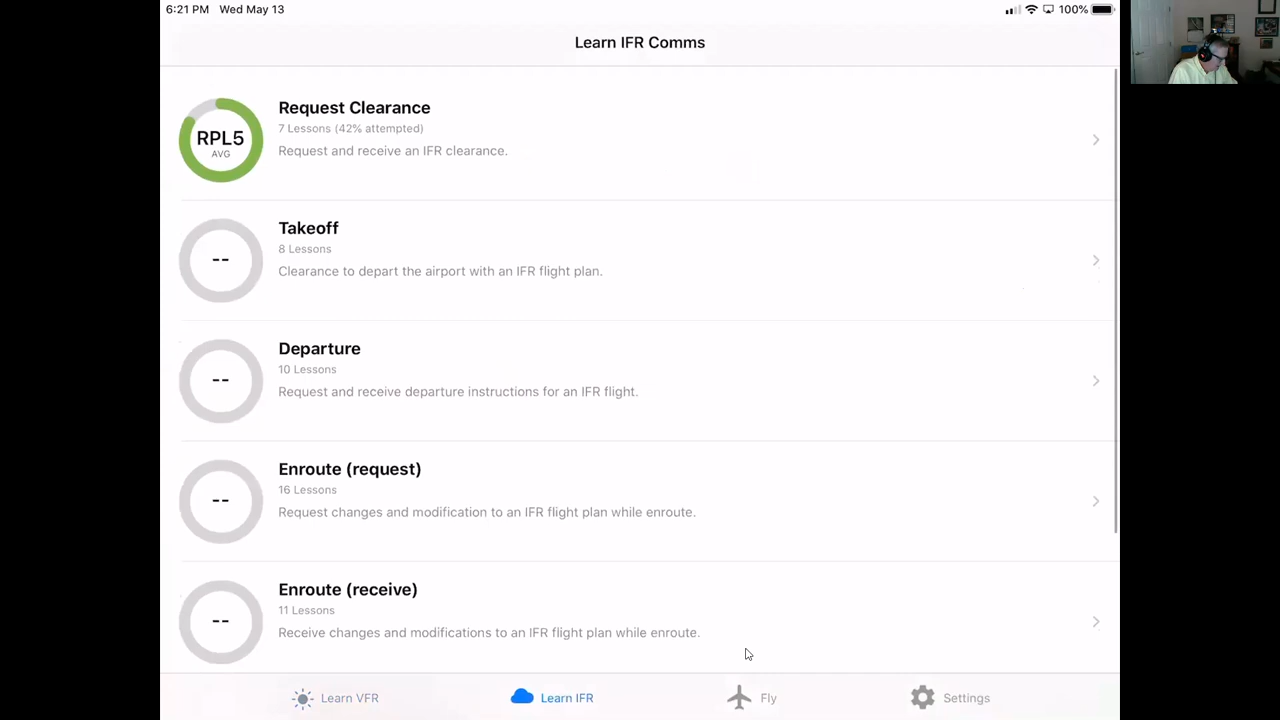 6:21 PM Wed May 13
100%
Learn IFR Comms
RPL5
AVG
Request Clearance
7 Lessons (42% attempted)
Request and receive an IFR clearance.
--
Takeoff
8 Lessons
Clearance to depart the airport with an IFR flight plan.
--
Departure
10 Lessons
Request and receive departure instructions for an IFR flight.
--
Enroute (request)
16 Lessons
Request changes and modification to an IFR flight plan while enroute.
--
Enroute (receive)
11 Lessons
Receive changes and modifications to an IFR flight plan while enroute.
Learn VFR
Learn IFR
Fly
Settings